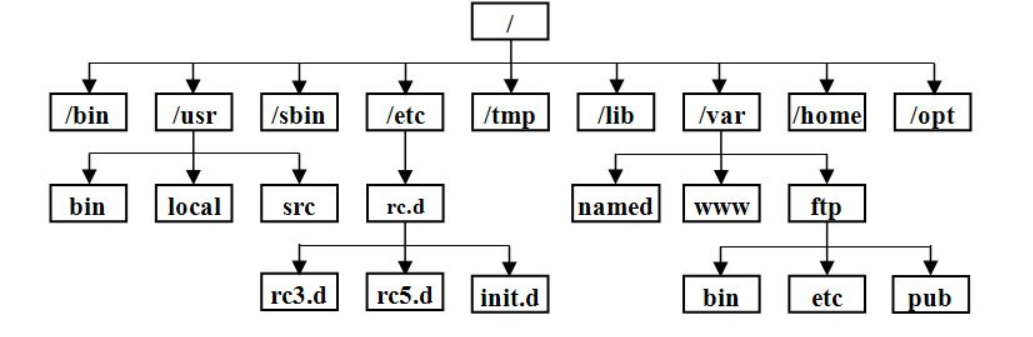 /
/bin /usr /sbin /etc /tmp /lib /var /home /opt
bin local src rc.d named www ftp
rc3.d rc5.d init.d bin etc pub